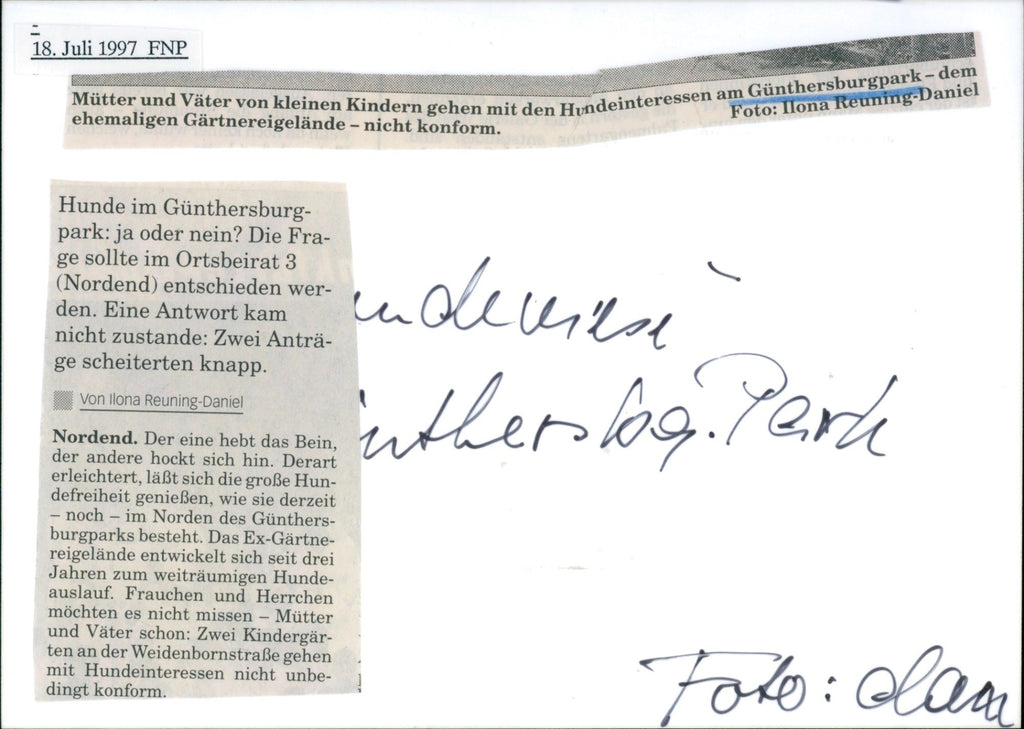 18. Juli 1997 FNP
Mütter und Väter von kleinen Kindern gehen mit den Hundeinteressen am Günthersburgpark – dem
ehemaligen Gärtnereigelände – nicht konform.
Foto: Ilona Reuning-Daniel
Hunde im Günthersburg-
park: ja oder nein? Die Fra-
ge sollte im Ortsbeirat 3
(Nordend) entschieden wer-
den. Eine Antwort kam
nicht zustande: Zwei Anträ-
ge scheiterten knapp.
Von Ilona Reuning-Daniel
Nordend. Der eine hebt das Bein,
der andere hockt sich hin. Derart
erleichtert, läßt sich die große Hun-
defreiheit genießen, wie sie derzeit
– noch – im Norden des Günthers-
burgparks besteht. Das Ex-Gärtne-
reigelände entwickelt sich seit drei
Jahren zum weiträumigen Hunde-
auslauf. Frauchen und Herrchen
möchten es nicht missen – Mütter
und Väter schon: Zwei Kindergär-
ten an der Weidenbornstraße gehen
mit Hundeinteressen nicht unbe-
dingt konform.
undewiese
ünthersbg. Park
Foto: